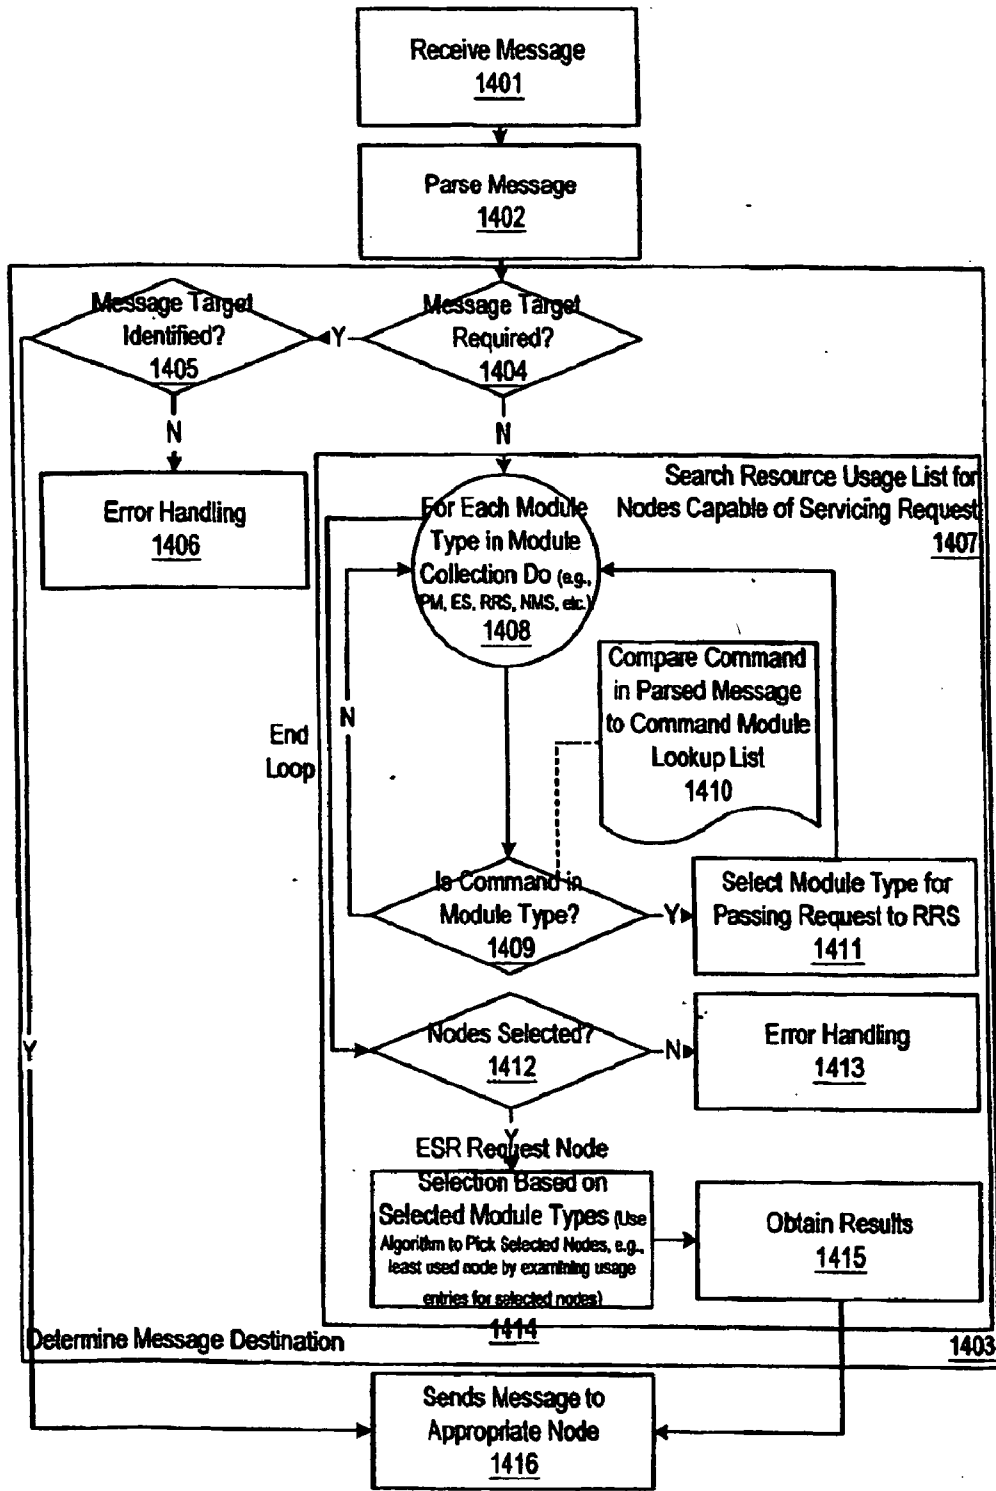 Receive Message
1401
Parse Message
1402
Message Target
Identified?
1405
Y
Message Target
Required?
1404
N
N
Error Handling
1406
Search Resource Usage List for
Nodes Capable of Servicing Request
1407
For Each Module
Type in Module
Collection Do (e.g.,
PM, ES, RRS, NMS, etc.)
1408
Compare Command
in Parsed Message
to Command Module
Lookup List
1410
N
End
Loop
Is Command in
Module Type?
1409
Y
Select Module Type for
Passing Request to RRS
1411
Nodes Selected?
1412
N
Error Handling
1413
Y
Y
ESR Request Node
Selection Based on
Selected Module Types (Use
Algorithm to Pick Selected Nodes, e.g.,
least used node by examining usage
entries for selected nodes)
1414
Obtain Results
1415
Determine Message Destination
1403
Sends Message to
Appropriate Node
1416